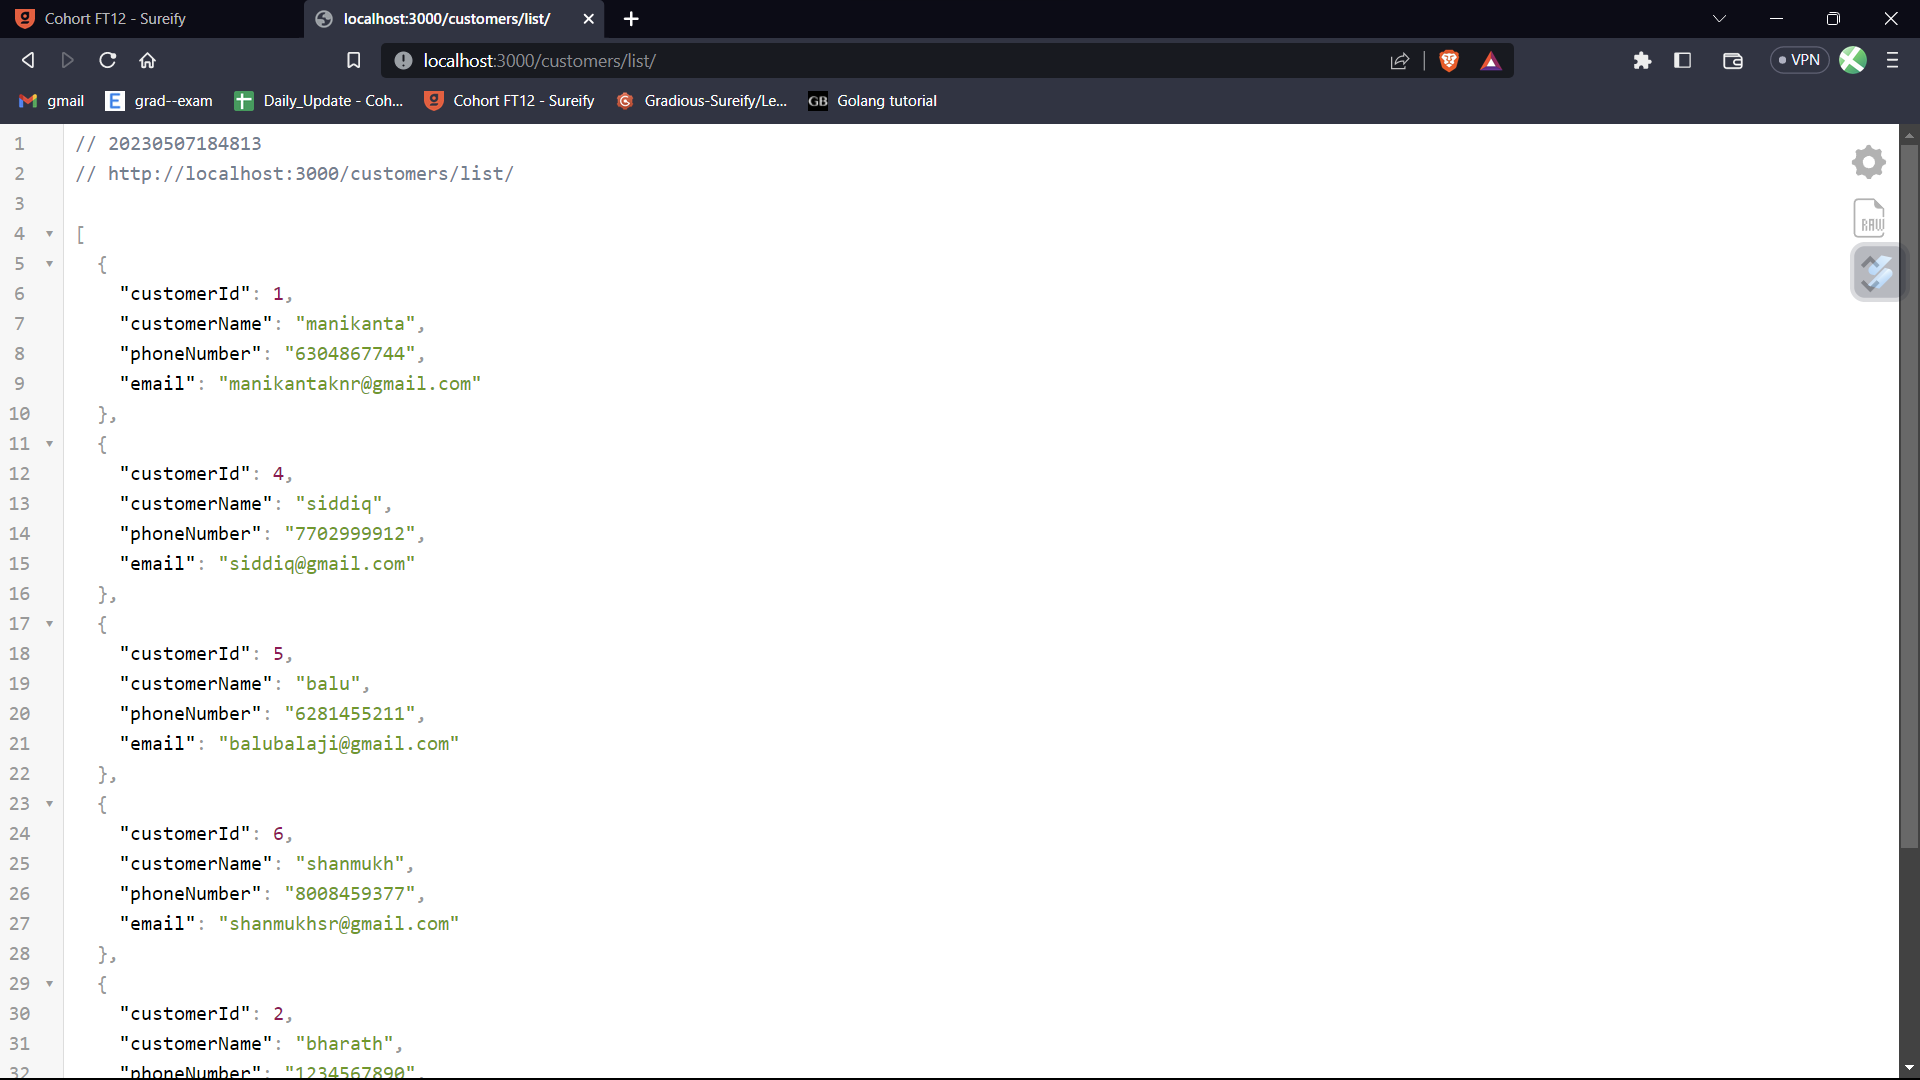 Cohort FT12 - Sureify
localhost:3000/customers/list/
localhost:3000/customers/list/
VPN
gmail
E grad--exam
Daily_Update - Coh...
Cohort FT12 - Sureify
Gradious-Sureify/Le...
GB Golang tutorial
1 // 20230507184813
2 // http://localhost:3000/customers/list/
3
4 [
5 {
6 "customerId": 1,
7 "customerName": "manikanta",
8 "phoneNumber": "6304867744",
9 "email": "manikantaknr@gmail.com"
10 },
11 {
12 "customerId": 4,
13 "customerName": "siddiq",
14 "phoneNumber": "7702999912",
15 "email": "siddiq@gmail.com"
16 },
17 {
18 "customerId": 5,
19 "customerName": "balu",
20 "phoneNumber": "6281455211",
21 "email": "balubalaji@gmail.com"
22 },
23 {
24 "customerId": 6,
25 "customerName": "shanmukh",
26 "phoneNumber": "8008459377",
27 "email": "shanmukhsr@gmail.com"
28 },
29 {
30 "customerId": 2,
31 "customerName": "bharath",
32 "phoneNumber": "1234567890",
RAW